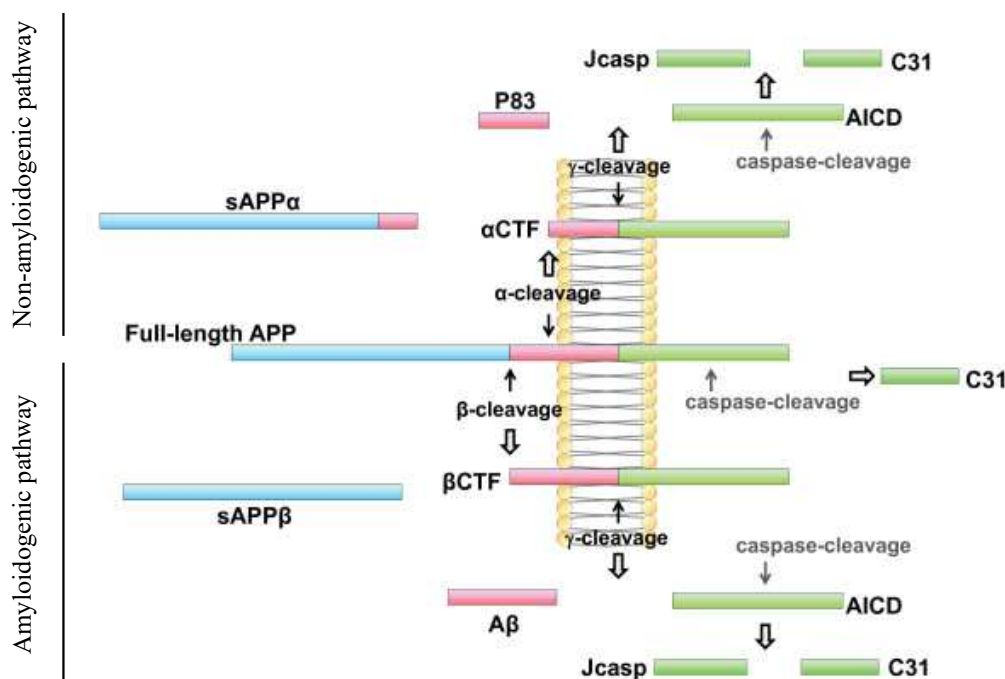 Non-amyloidogenic pathway
Jcasp
C31
P83
AICD
γ-cleavage
caspase-cleavage
sAPPα
αCTF
α-cleavage
Full-length APP
C31
β-cleavage
caspase-cleavage
Amyloidogenic pathway
βCTF
sAPPβ
γ-cleavage
caspase-cleavage
Aβ
AICD
Jcasp
C31